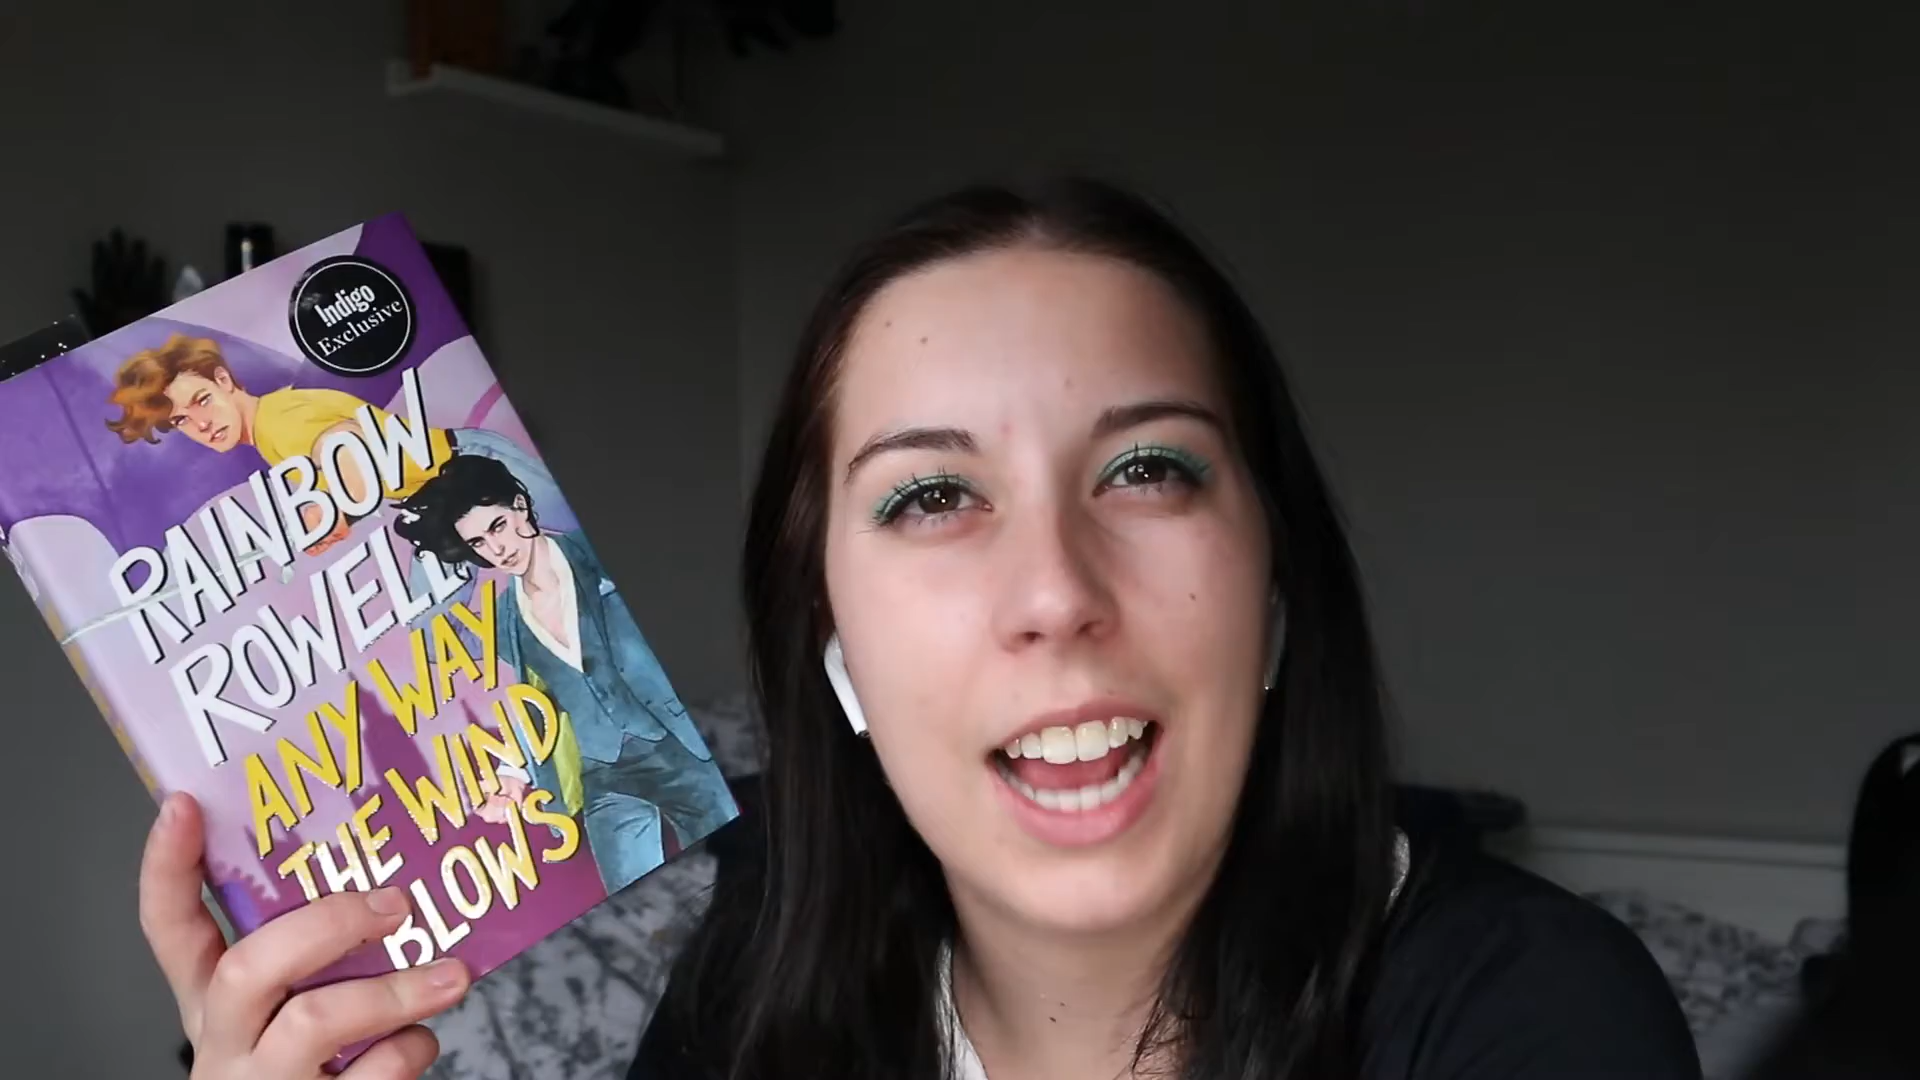 Indigo
Exclusive
RAINBOW
ROWELL
ANY WAY
THE WIND
BLOWS